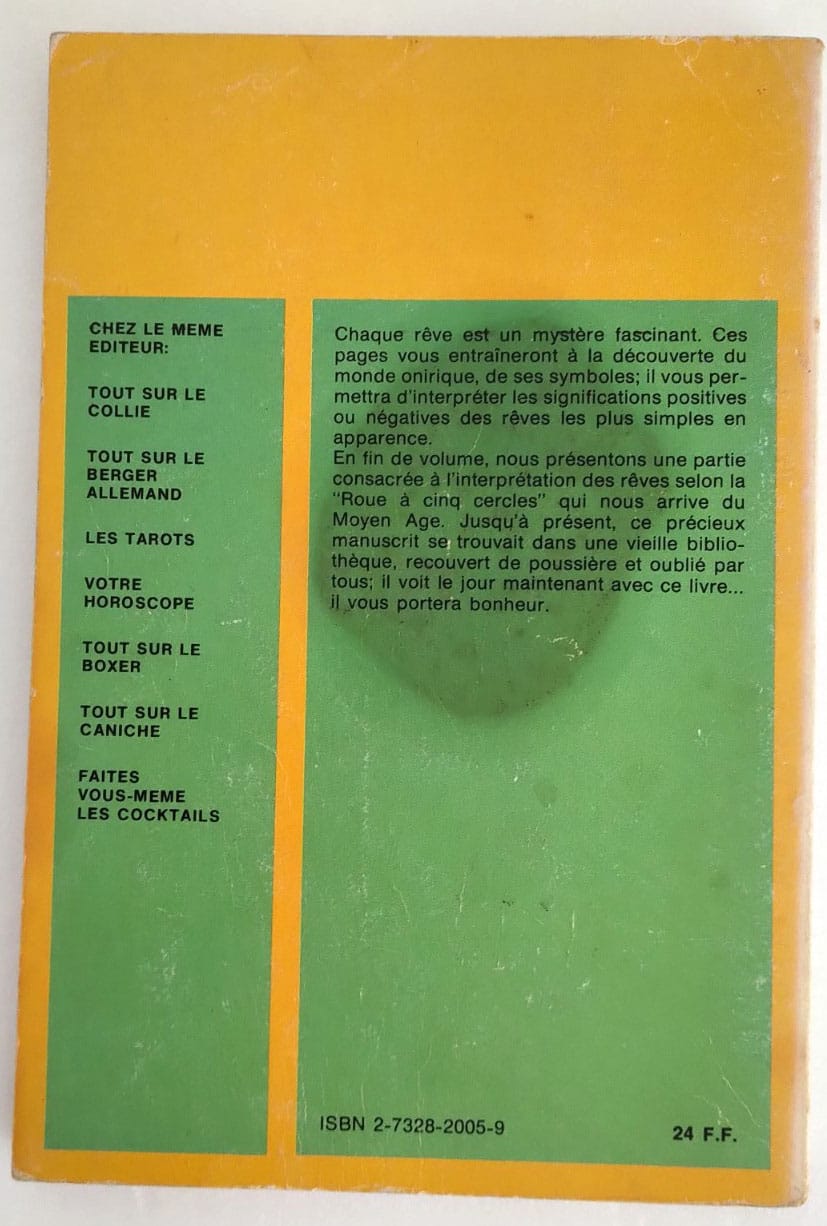 CHEZ LE MEME
EDITEUR:
TOUT SUR LE
COLLIE
TOUT SUR LE
BERGER
ALLEMAND
LES TAROTS
VOTRE
HOROSCOPE
TOUT SUR LE
BOXER
TOUT SUR LE
CANICHE
FAITES
VOUS-MEME
LES COCKTAILS
Chaque rêve est un mystère fascinant. Ces
pages vous entraîneront à la découverte du
monde onirique, de ses symboles; il vous per-
mettra d'interpréter les significations positives
ou négatives des rêves les plus simples en
apparence.
En fin de volume, nous présentons une partie
consacrée à l'interprétation des rêves selon la
"Roue à cinq cercles" qui nous arrive du
Moyen Age. Jusqu'à présent, ce précieux
manuscrit se trouvait dans une vieille biblio-
thèque, recouvert de poussière et oublié par
tous; il voit le jour maintenant avec ce livre...
il vous portera bonheur.
ISBN 2-7328-2005-9
24 F.F.